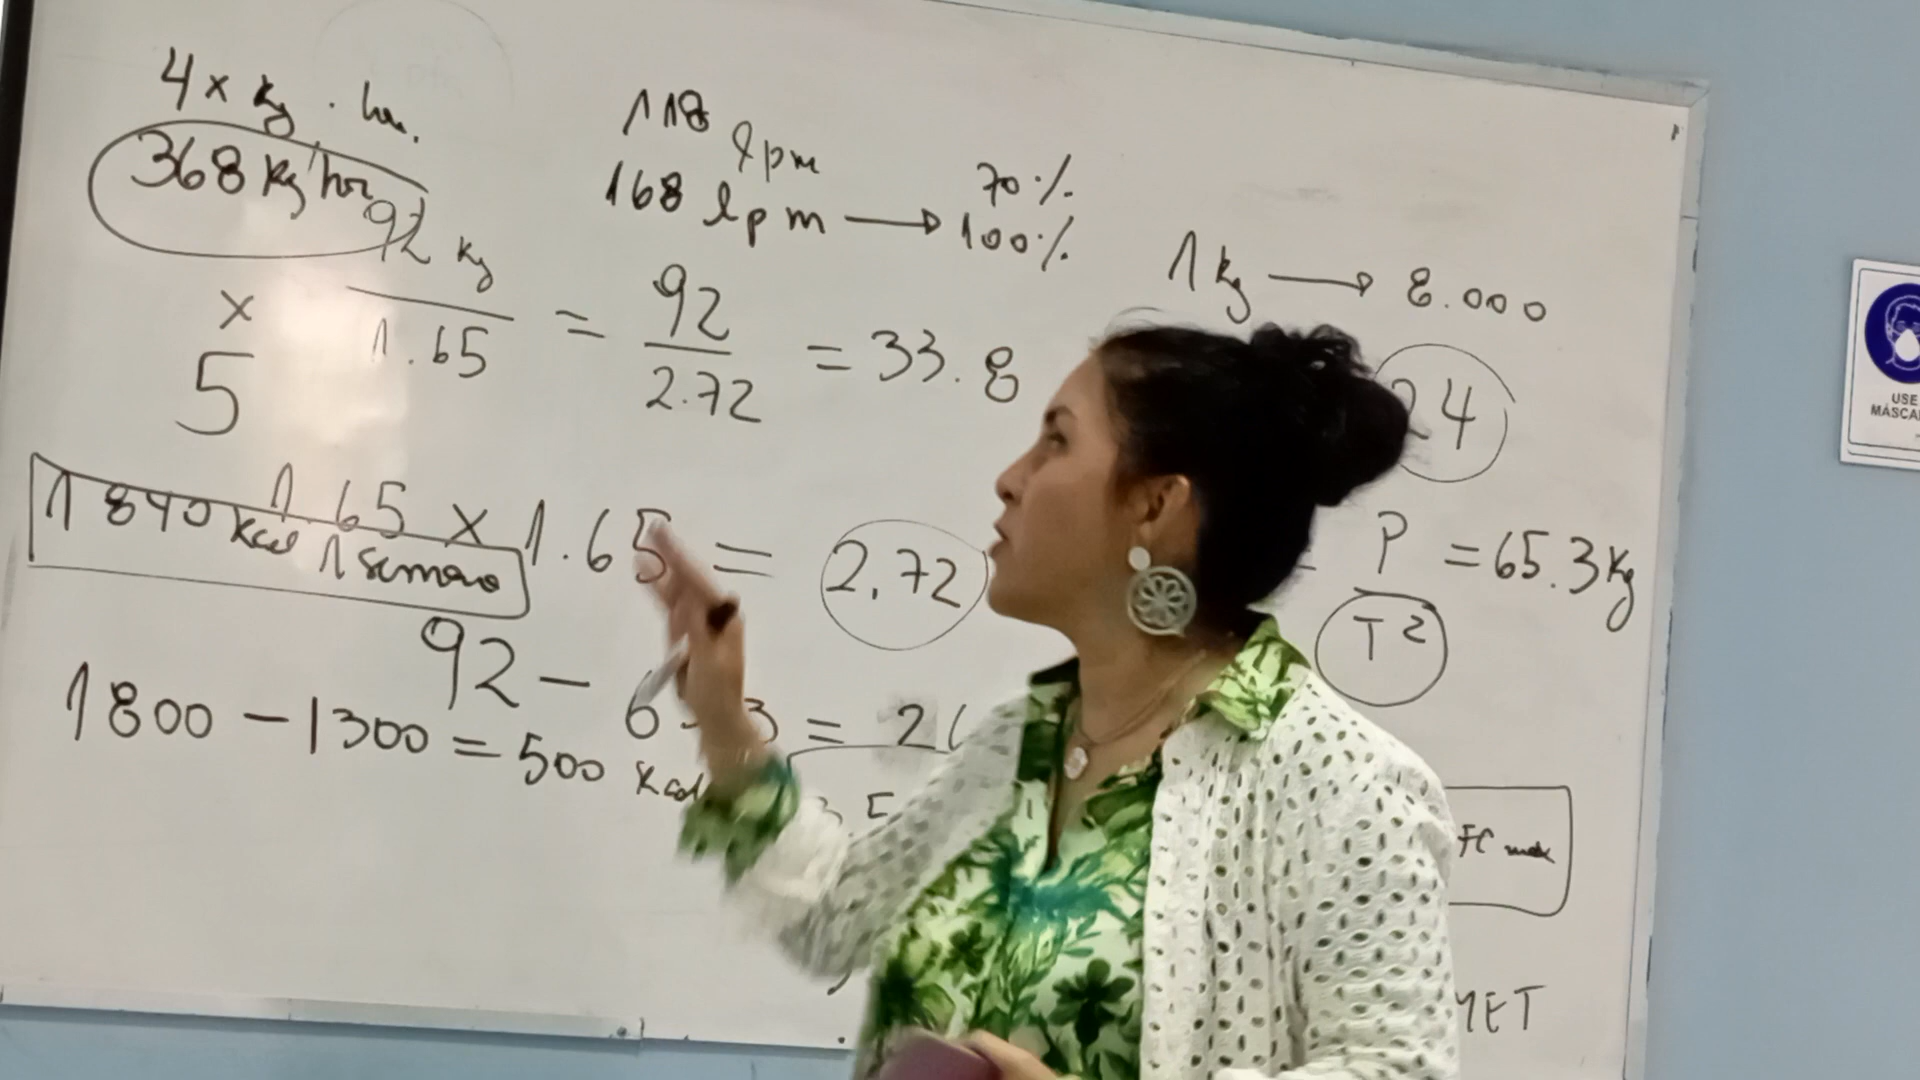 4 x kg . hr.
368 kg/hr
x
5
92 kg
1.65
=
92
2.72
= 33.8
118 lpm
70%
168 lpm → 100%
1 kg → 8.000
24
1.65 x 1.65 = 2,72
1840 kcal 1 semana
P
T²
= 65.3 kg
92 -
=
1800 - 1300 = 500 kcal
FC max
MET
USE